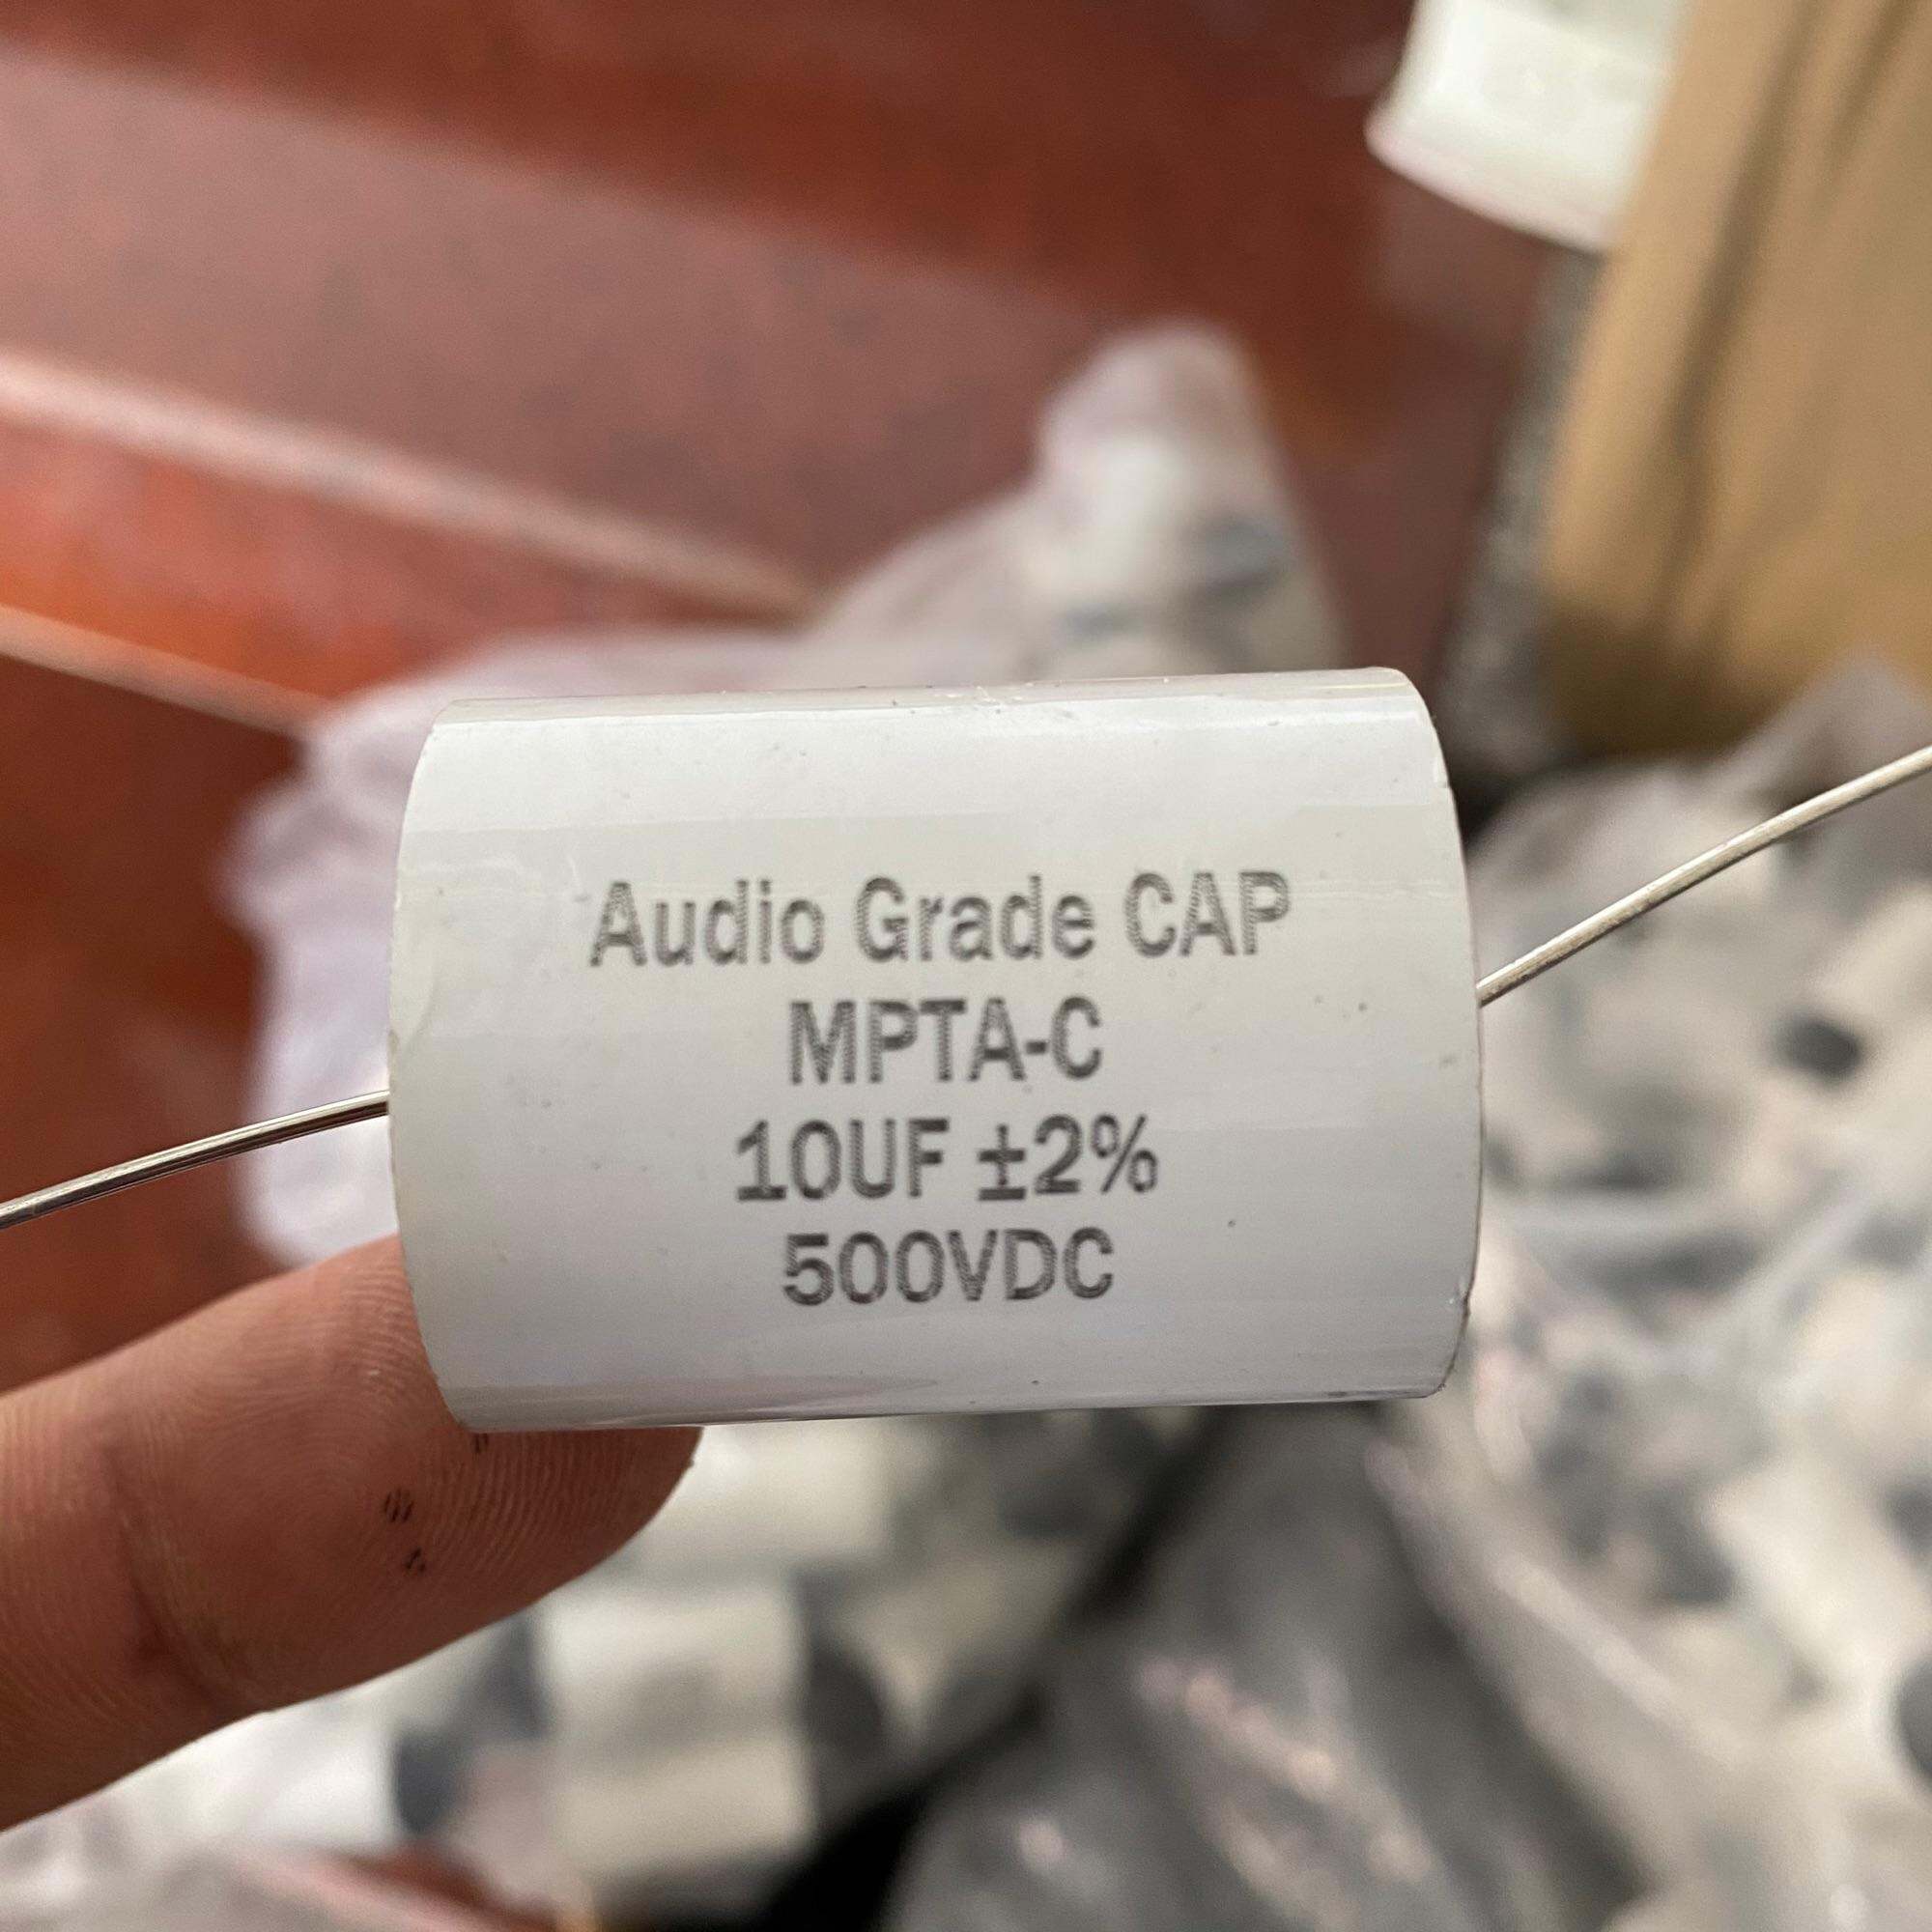 Audio Grade CAP
MPTA-C
10UF ±2%
500VDC